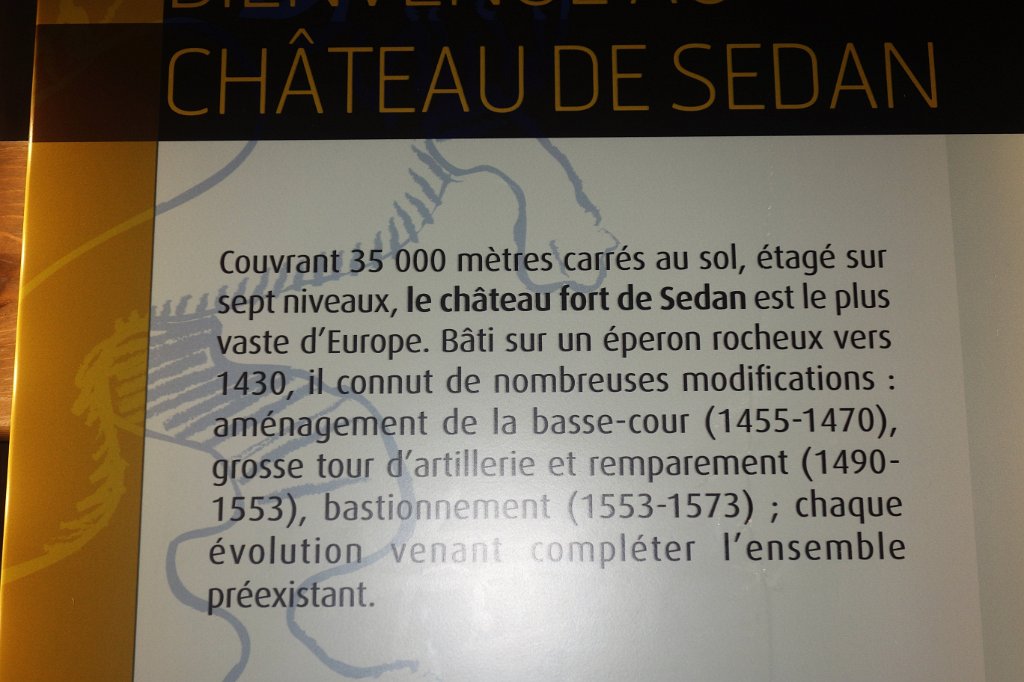 BIENVENUE AU
CHÂTEAU DE SEDAN
Couvrant 35 000 mètres carrés au sol, étagé sur
sept niveaux, le château fort de Sedan est le plus
vaste d'Europe. Bâti sur un éperon rocheux vers
1430, il connut de nombreuses modifications :
aménagement de la basse-cour (1455-1470),
grosse tour d'artillerie et remparement (1490-
1553), bastionnement (1553-1573) ; chaque
évolution venant compléter l'ensemble
préexistant.